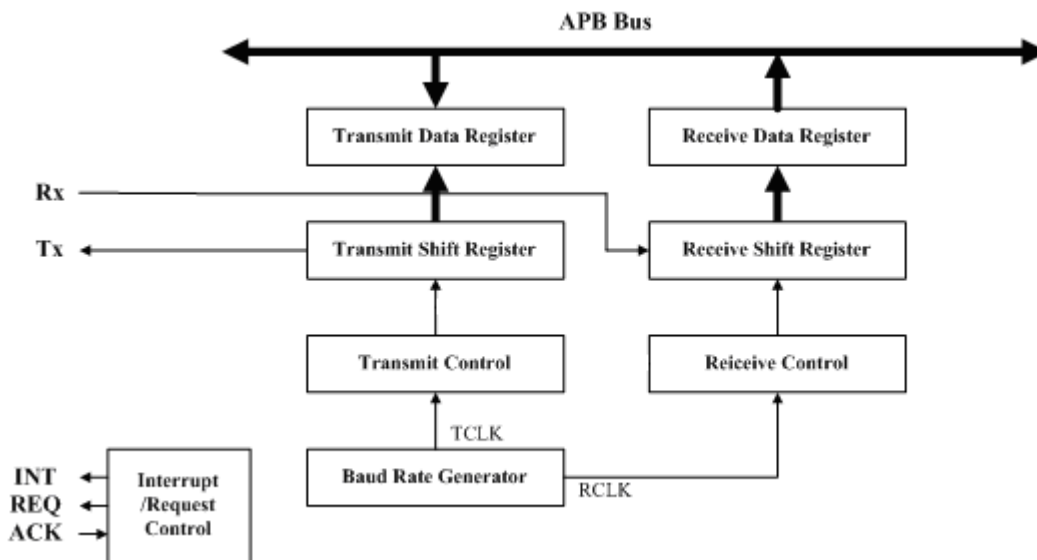 APB Bus
Transmit Data Register
Receive Data Register
Rx
Tx
Transmit Shift Register
Receive Shift Register
Transmit Control
Reiceive Control
TCLK
Baud Rate Generator
RCLK
INT
REQ
ACK
Interrupt
/Request
Control